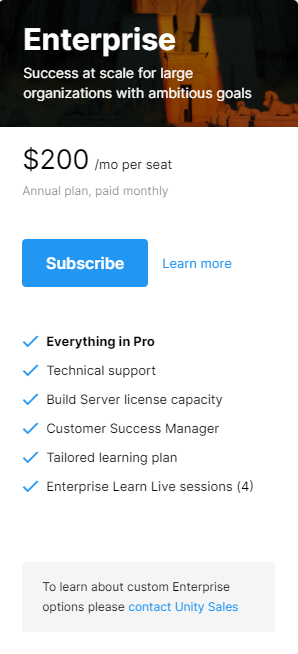 Enterprise
Success at scale for large
organizations with ambitious goals
$200 /mo per seat
Annual plan, paid monthly
Subscribe Learn more
Everything in Pro
Technical support
Build Server license capacity
Customer Success Manager
Tailored learning plan
Enterprise Learn Live sessions (4)
To learn about custom Enterprise
options please contact Unity Sales